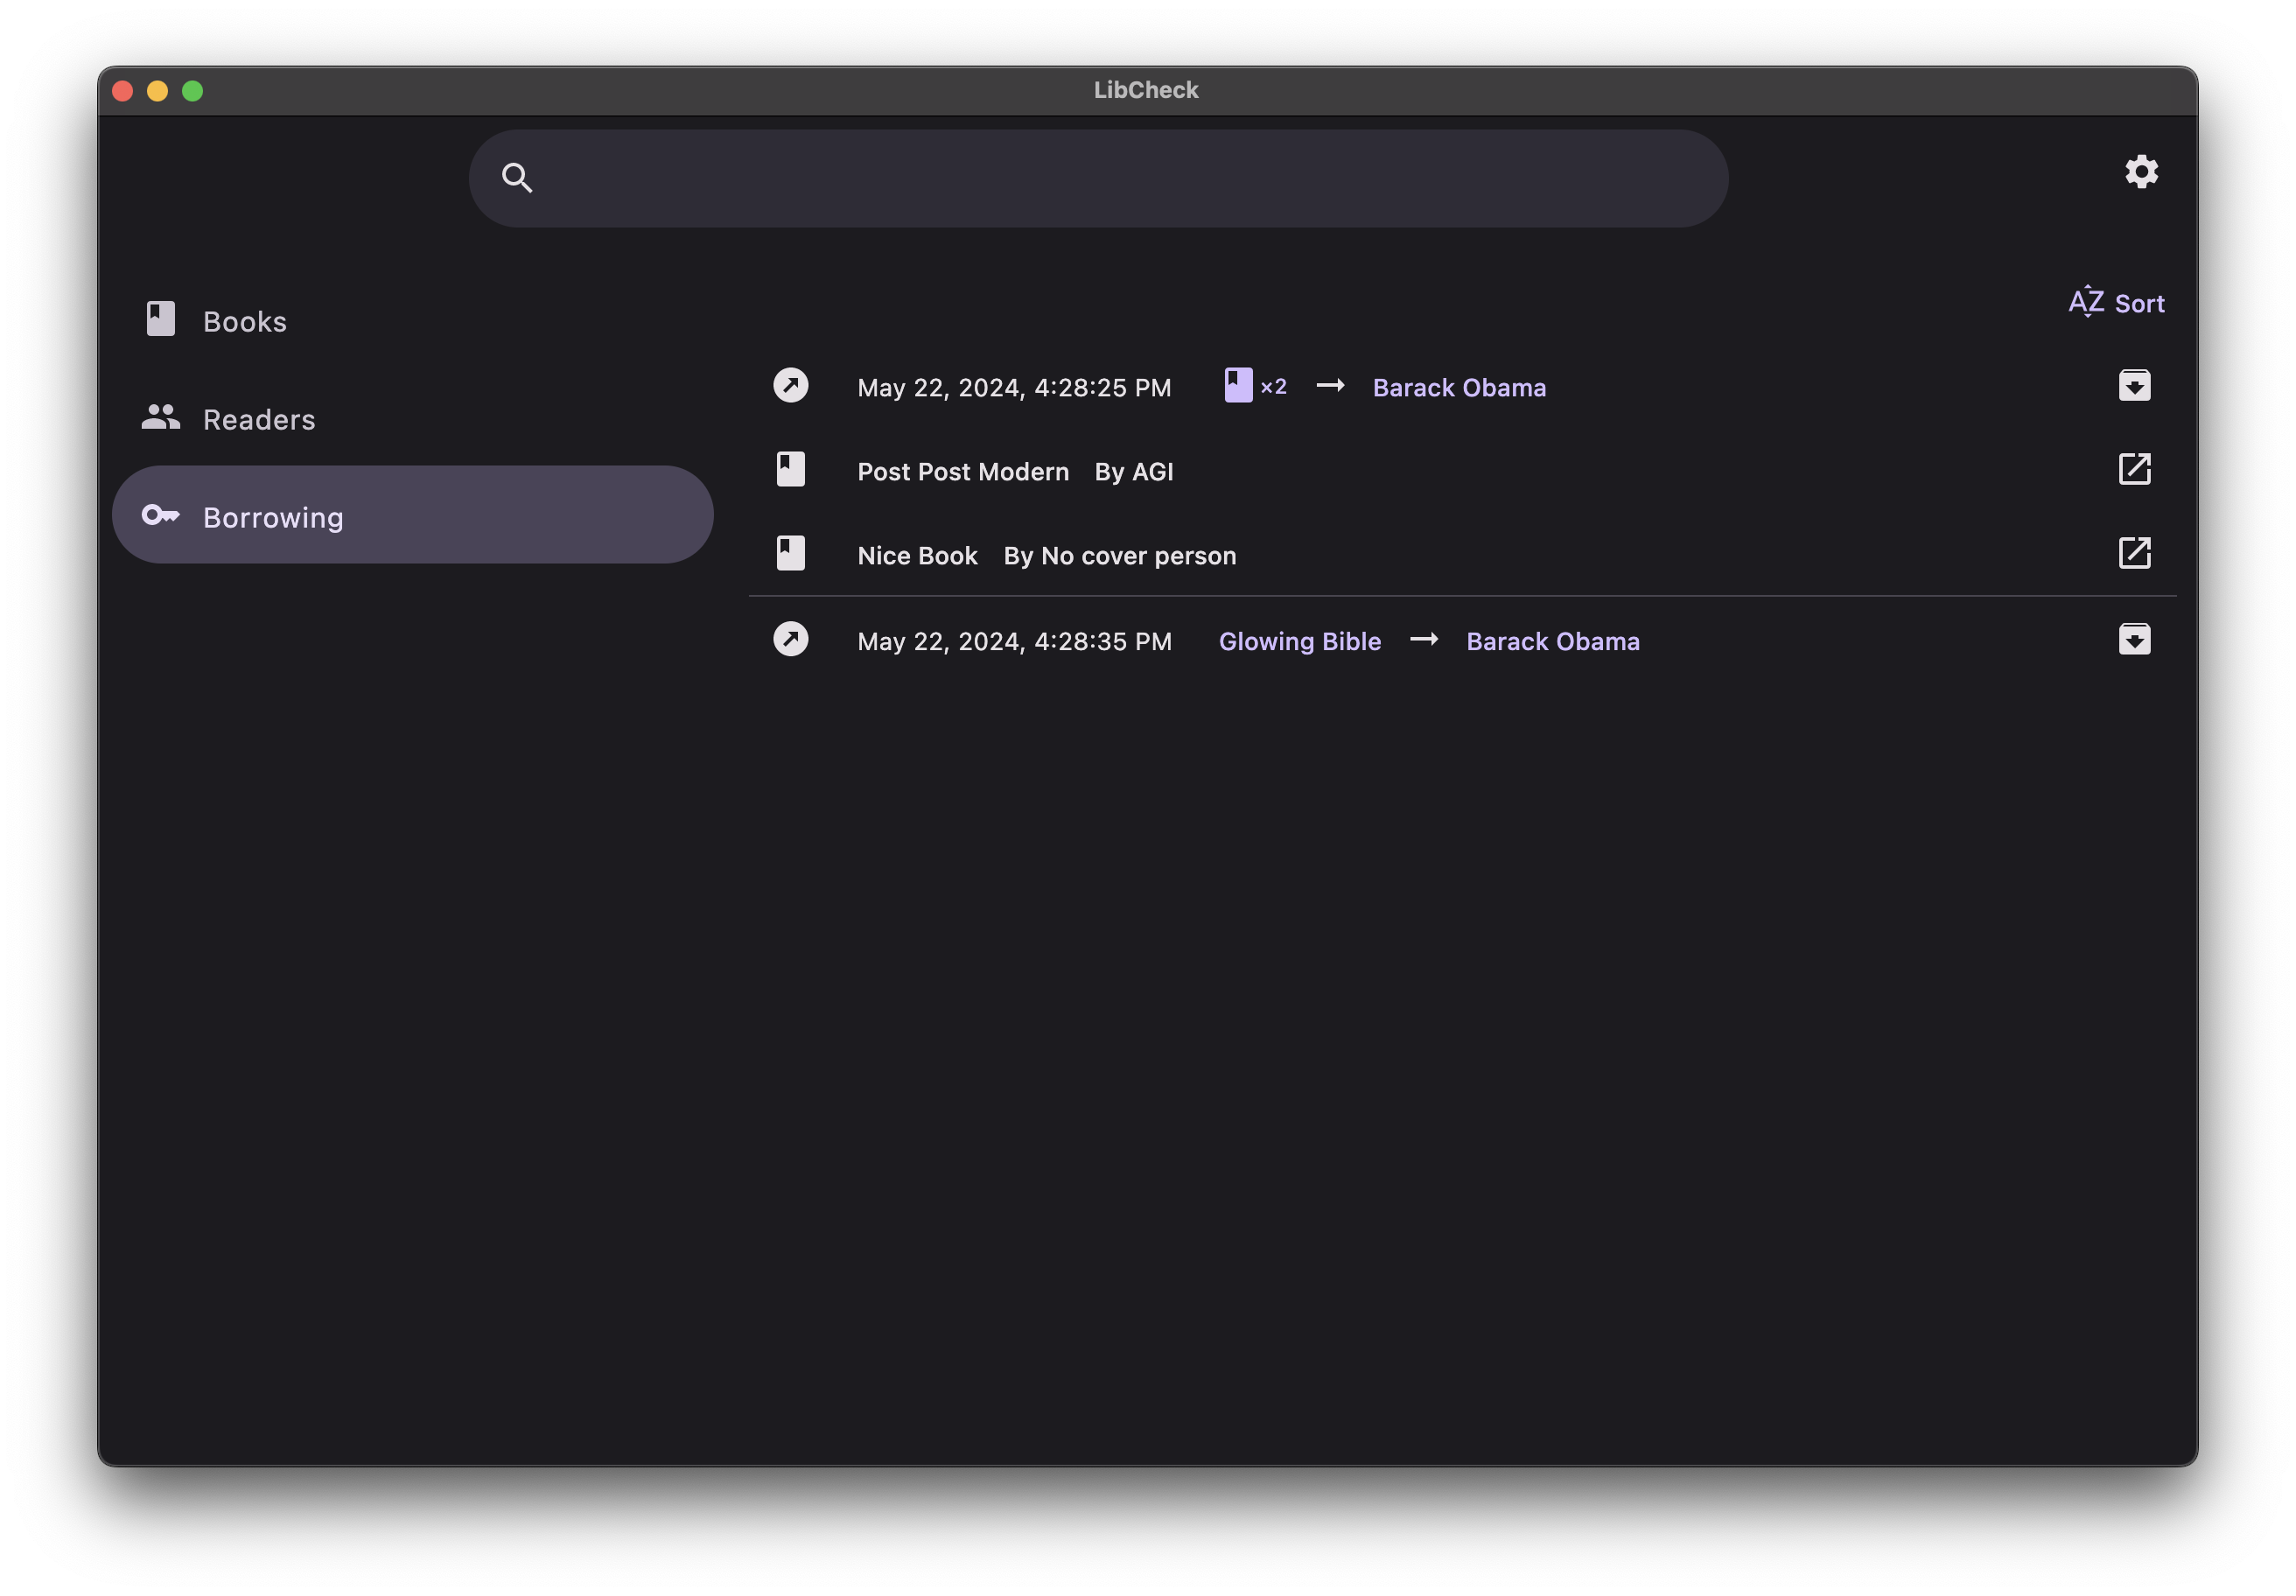 LibCheck
Books
Readers
Borrowing
AZ Sort
May 22, 2024, 4:28:25 PM ×2 → Barack Obama
Post Post Modern By AGI
Nice Book By No cover person
May 22, 2024, 4:28:35 PM Glowing Bible → Barack Obama